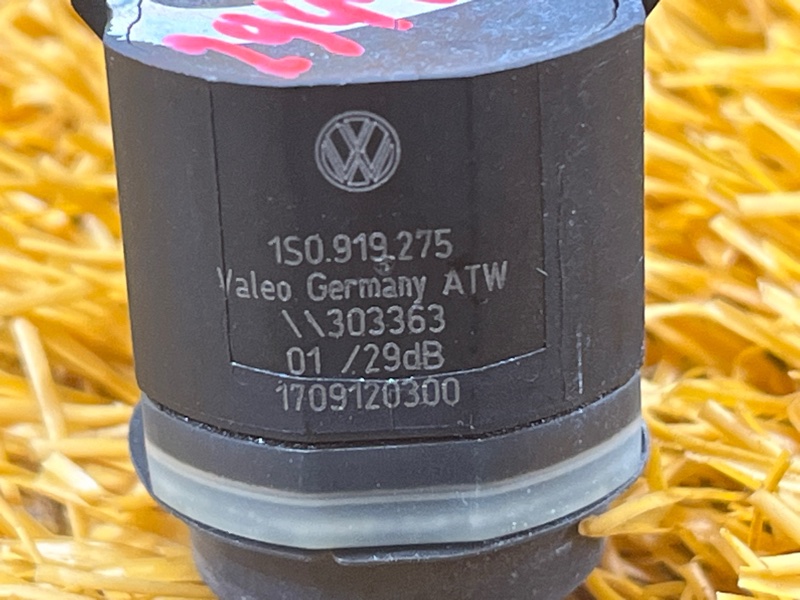 1S0.919.275
Valeo Germany ATW
\\303363
01 /29dB
1709120300